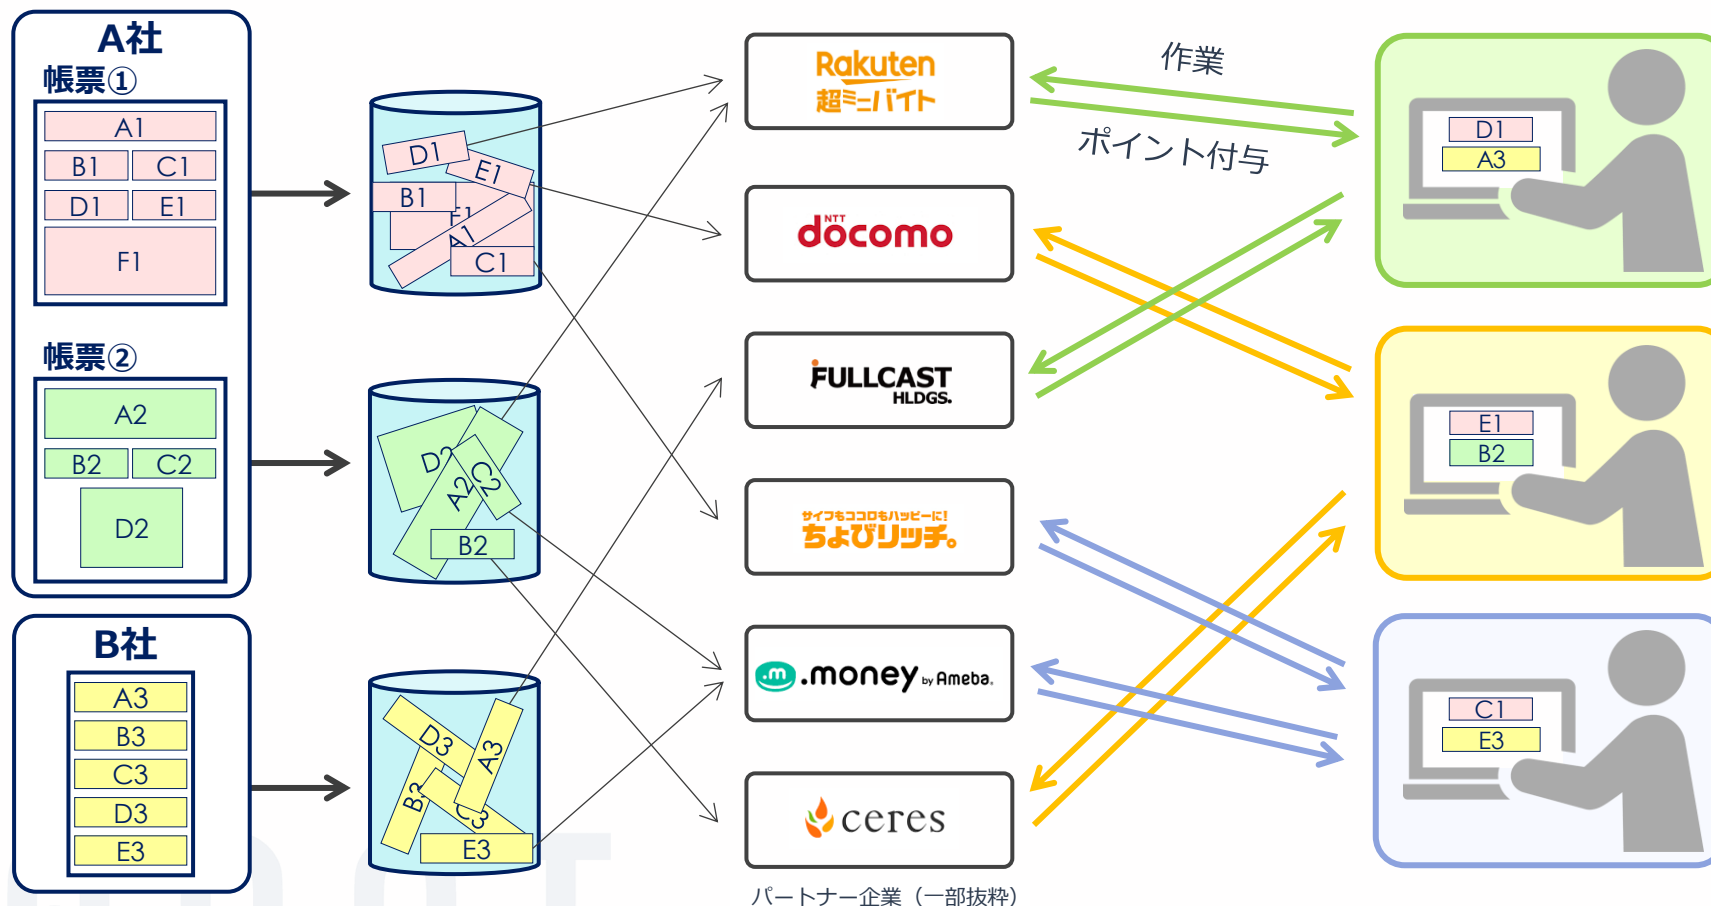 A社
帳票①
A1
B1
C1
D1
E1
F1
帳票②
A2
B2
C2
D2
B社
A3
B3
C3
D3
E3
D1
E1
B1
F1
A1
C1
D2
A2
C2
B2
D3
A3
B3
C3
E3
Rakuten
超ミニバイト
NTT
docomo
FULLCAST
HLDGS.
サイフもココロもハッピーに!
ちょびリッチ。
.m .money by Ameba.
ceres
パートナー企業（一部抜粋）
作業
ポイント付与
D1
A3
E1
B2
C1
E3